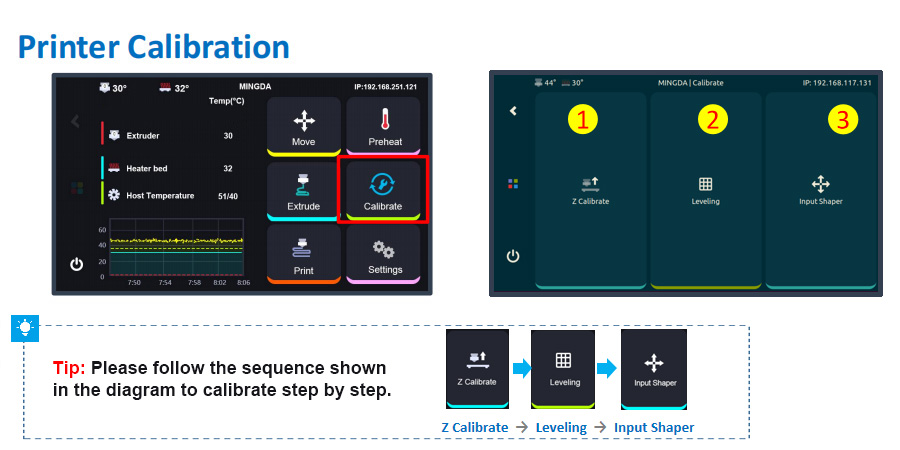 Printer Calibration
30° 32° MINGDA IP:192.168.251.121
Temp(°C)
Extruder 30
Heater bed 32
Host Temperature 51/40
60
40
20
0
7:50 7:54 7:58 8:02 8:06
Move Preheat
Extrude Calibrate
Print Settings
44° 30° MINGDA | Calibrate IP: 192.168.117.131
1 2 3
Z Calibrate Leveling Input Shaper
Tip: Please follow the sequence shown
in the diagram to calibrate step by step.
Z Calibrate Leveling Input Shaper
Z Calibrate → Leveling → Input Shaper